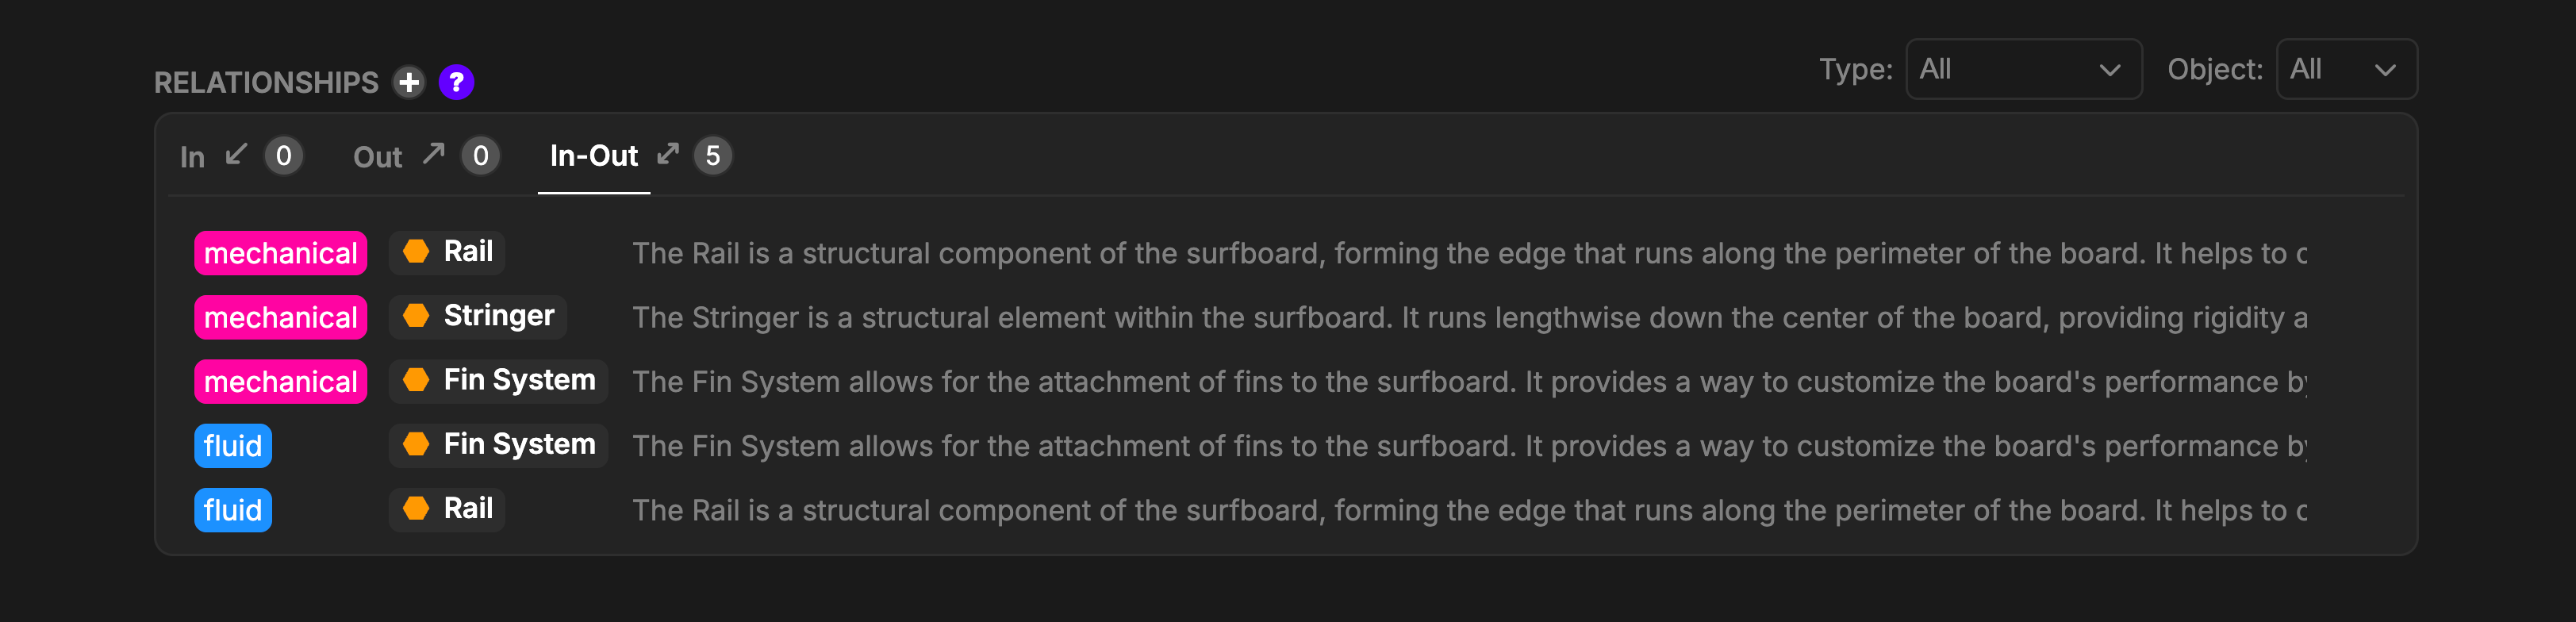 RELATIONSHIPS + ? Type: All Object: All
In 0 Out 0 In-Out 5
mechanical Rail The Rail is a structural component of the surfboard, forming the edge that runs along the perimeter of the board. It helps to
mechanical Stringer The Stringer is a structural element within the surfboard. It runs lengthwise down the center of the board, providing rigidity a
mechanical Fin System The Fin System allows for the attachment of fins to the surfboard. It provides a way to customize the board's performance by
fluid Fin System The Fin System allows for the attachment of fins to the surfboard. It provides a way to customize the board's performance by
fluid Rail The Rail is a structural component of the surfboard, forming the edge that runs along the perimeter of the board. It helps to